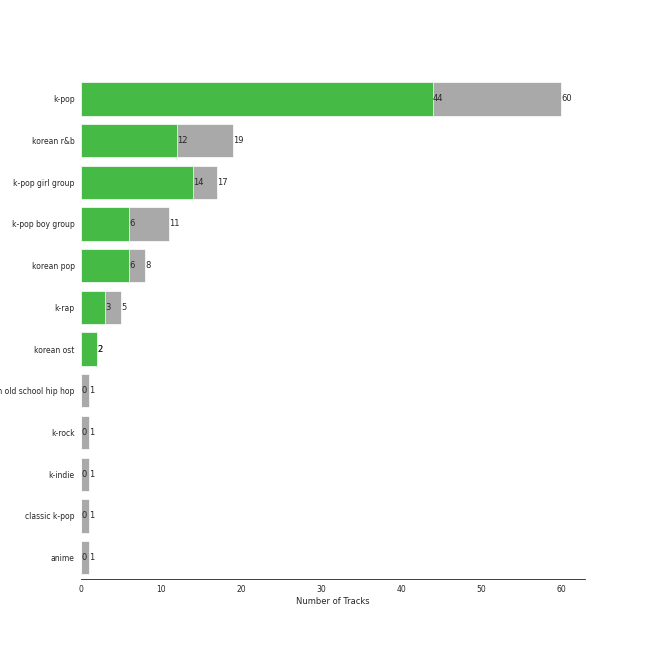 k-pop 44 60
korean r&b 12 19
k-pop girl group 14 17
k-pop boy group 6 11
korean pop 6 8
k-rap 3 5
korean ost 2
old school hip hop 0 1
k-rock 0 1
k-indie 0 1
classic k-pop 0 1
anime 0 1
0 10 20 30 40 50 60
Number of Tracks